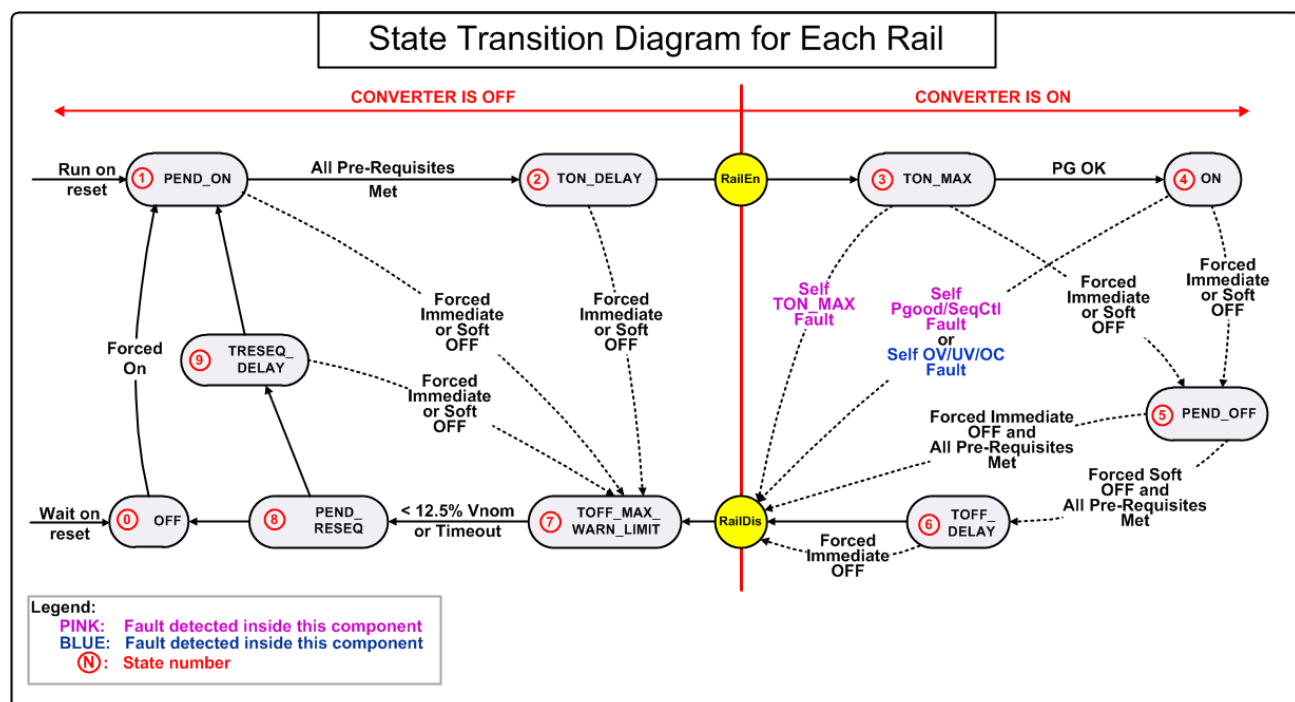 State Transition Diagram for Each Rail
CONVERTER IS OFF
CONVERTER IS ON
Run on
reset
1
PEND_ON
All Pre-Requisites
Met
2
TON_DELAY
RailEn
3
TON_MAX
PG OK
4
ON
Forced
On
9
TRESEQ_
DELAY
Forced
Immediate
or Soft
OFF
Forced
Immediate
or Soft
OFF
Forced
Immediate
or Soft
OFF
Self
TON_MAX
Fault
Self
Pgood/SeqCtl
Fault
or
Self OV/UV/OC
Fault
Forced
Immediate
or Soft
OFF
Forced
Immediate
or Soft
OFF
5
PEND_OFF
Forced Immediate
OFF and
All Pre-Requisites
Met
Forced Soft
OFF and
All Pre-Requisites
Met
Wait on
reset
0
OFF
8
PEND_
RESEQ
< 12.5% Vnom
or Timeout
7
TOFF_MAX_
WARN_LIMIT
RailDis
6
TOFF_
DELAY
Forced
Immediate
OFF
Legend:
PINK: Fault detected inside this component
BLUE: Fault detected inside this component
N : State number